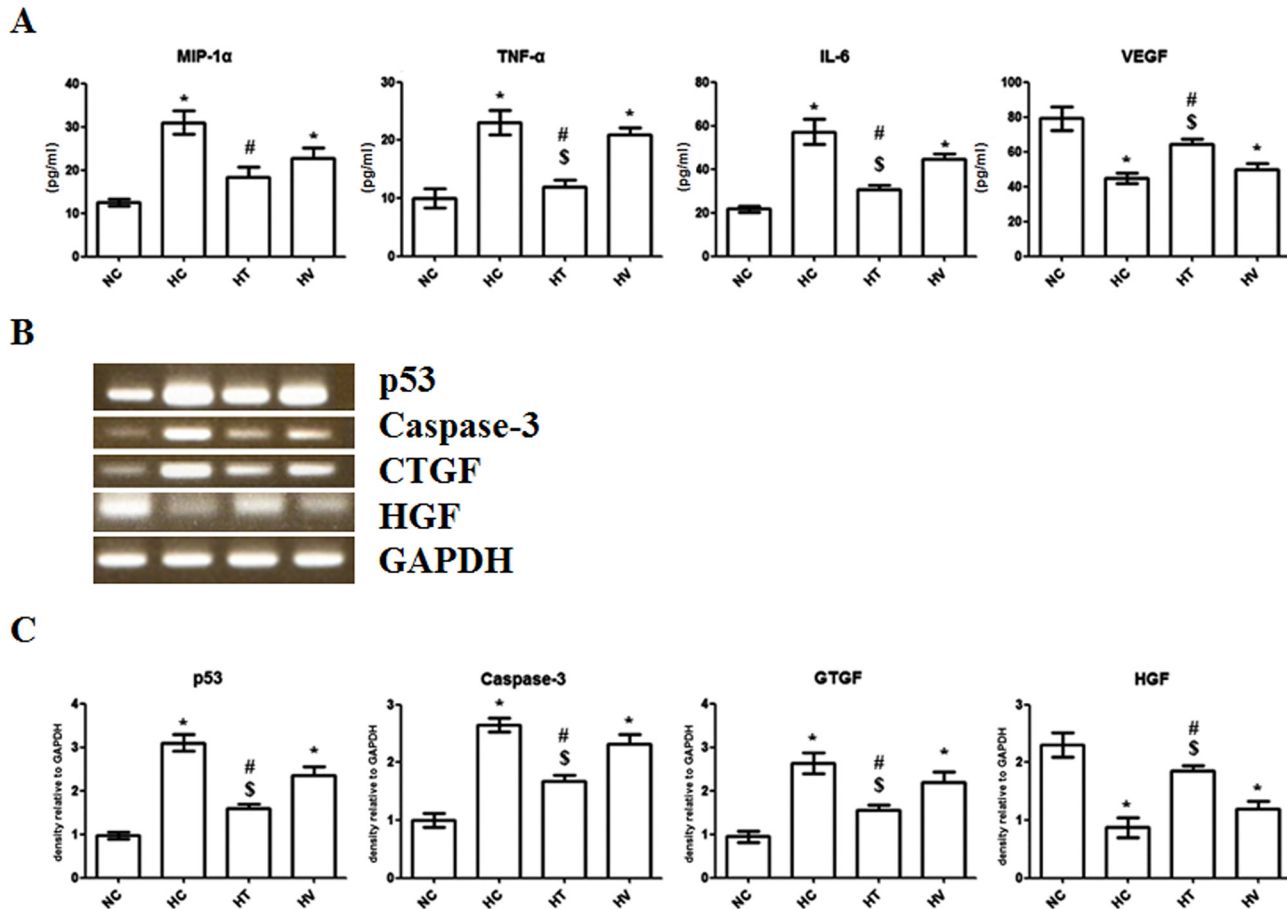 A
MIP-1α
40
30
20
10
0
(pg/ml)
*
#
*
NC
HC
HT
HV
TNF-α
30
20
10
0
(pg/ml)
*
#
$
*
NC
HC
HT
HV
IL-6
80
60
40
20
0
(pg/ml)
*
#
$
*
NC
HC
HT
HV
VEGF
100
80
60
40
20
0
(pg/ml)
*
#
$
*
NC
HC
HT
HV
B
p53
Caspase-3
CTGF
HGF
GAPDH
C
p53
4
3
2
1
0
density relative to GAPDH
*
#
$
*
NC
HC
HT
HV
Caspase-3
3
2
1
0
density relative to GAPDH
*
#
$
*
NC
HC
HT
HV
GTGF
4
3
2
1
0
density relative to GAPDH
*
#
$
*
NC
HC
HT
HV
HGF
3
2
1
0
density relative to GAPDH
*
#
$
*
NC
HC
HT
HV